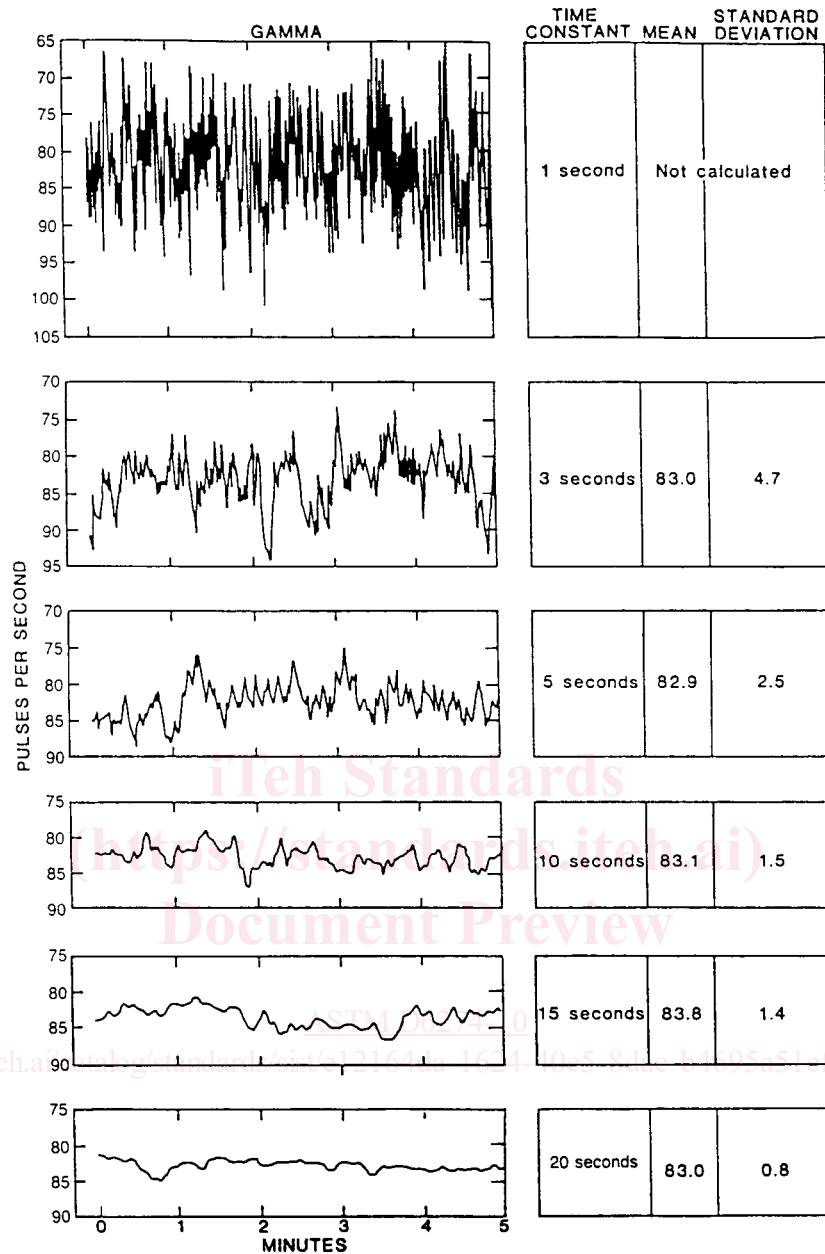 GAMMA
TIME CONSTANT MEAN STANDARD DEVIATION
65
70
75
80
85
90
95
100
105
1 second Not calculated
70
75
80
85
90
95
3 seconds 83.0 4.7
PULSES PER SECOND
70
75
80
85
90
5 seconds 82.9 2.5
iTeh Standards
75
80
85
90
(https://standards.iteh.ai)
10 seconds 83.1 1.5
Document Preview
75
80
85
90
15 seconds 83.8 1.4
75
80
85
90
20 seconds 83.0 0.8
0 1 2 3 4 5
MINUTES